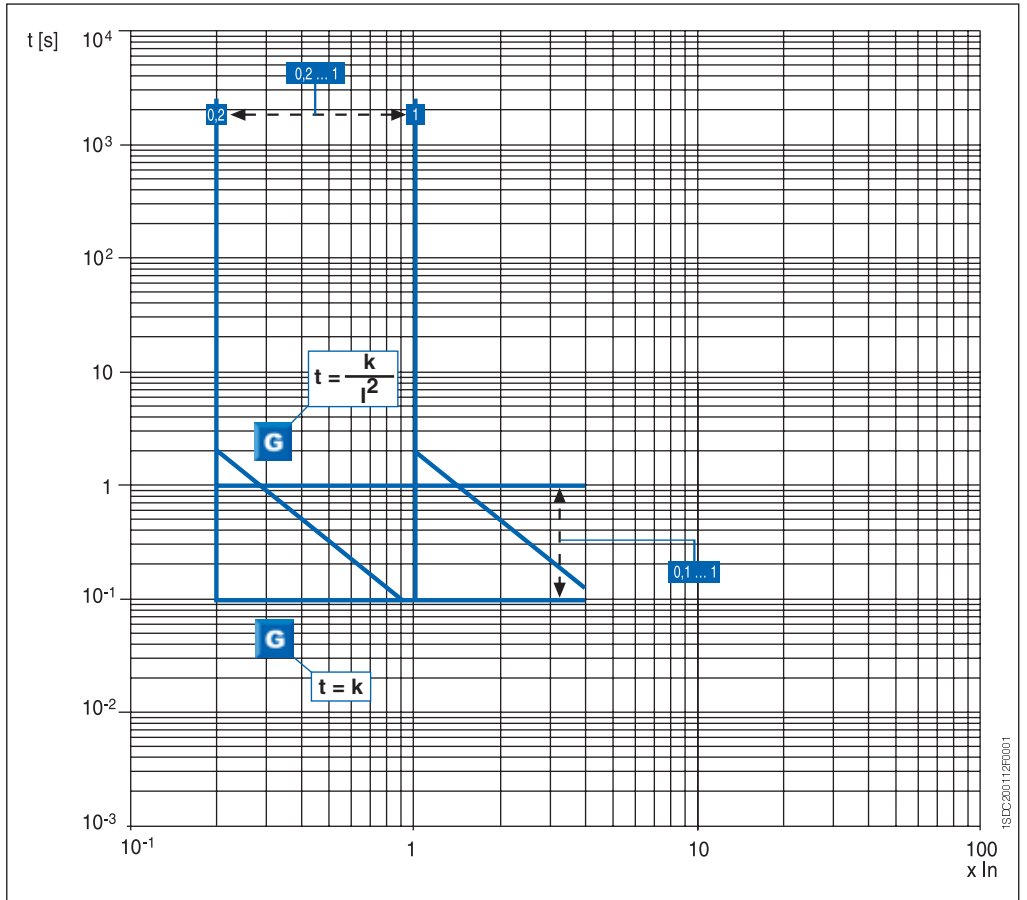 t [s]
10⁴
0,2 ... 1
0,2
1
10³
10²
t = k / I²
10
G
1
0,1 ... 1
10⁻¹
G
t = k
10⁻²
10⁻³
10⁻¹
1
10
100
x In
1SDC200112F0001